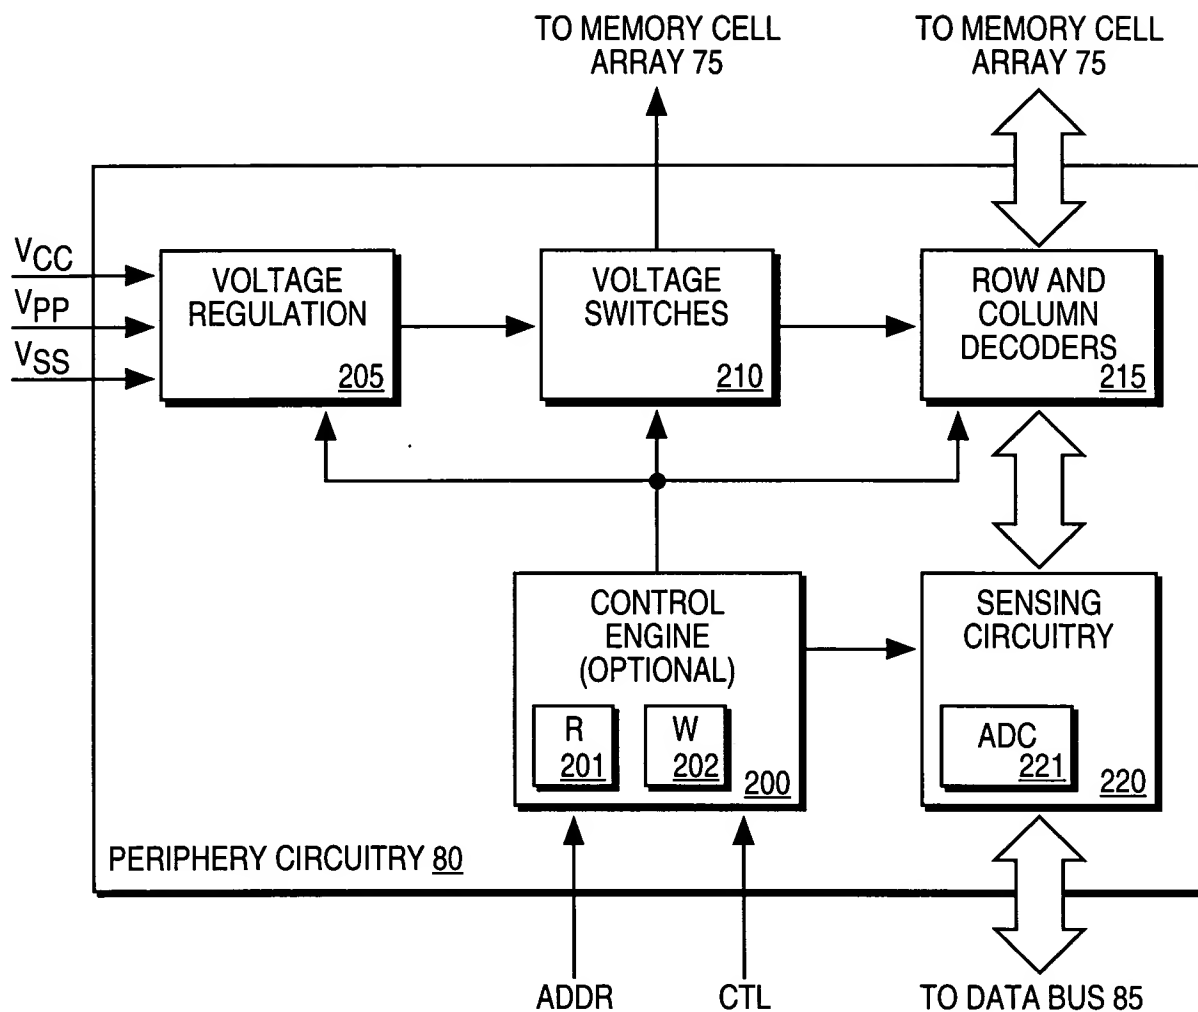 TO MEMORY CELL
ARRAY 75
TO MEMORY CELL
ARRAY 75
VCC
VPP
VSS
VOLTAGE
REGULATION
205
VOLTAGE
SWITCHES
210
ROW AND
COLUMN
DECODERS
215
CONTROL
ENGINE
(OPTIONAL)
R
201
W
202
200
SENSING
CIRCUITRY
ADC
221
220
PERIPHERY CIRCUITRY 80
ADDR
CTL
TO DATA BUS 85